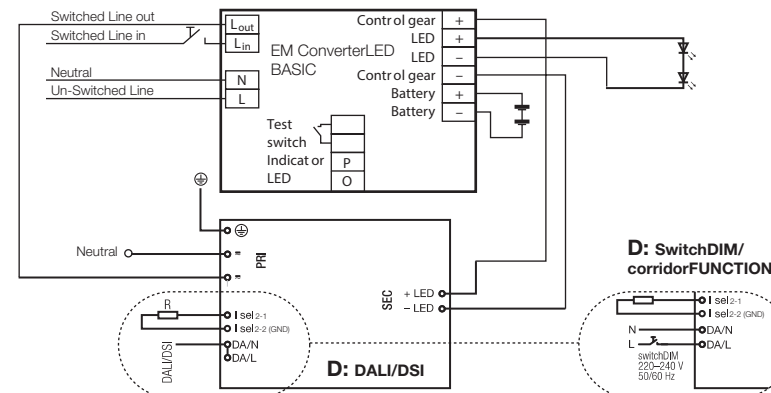 Switched Line out
Switched Line in
Neutral
Un-Switched Line
Lout
Lin
N
L
EM ConverterLED
BASIC
Control gear +
LED +
LED –
Control gear –
Battery +
Battery –
Test
switch
Indicator
LED
P
O
Neutral
PRI
SEC
+ LED
– LED
R
I sel 2-1
I sel 2-2 (GND)
DA/N
DA/L
DALI/DSI
D: DALI/DSI
D: SwitchDIM/
corridorFUNCTION
I sel 2-1
I sel 2-2 (GND)
N DA/N
L DA/L
switchDIM
220–240 V
50/60 Hz